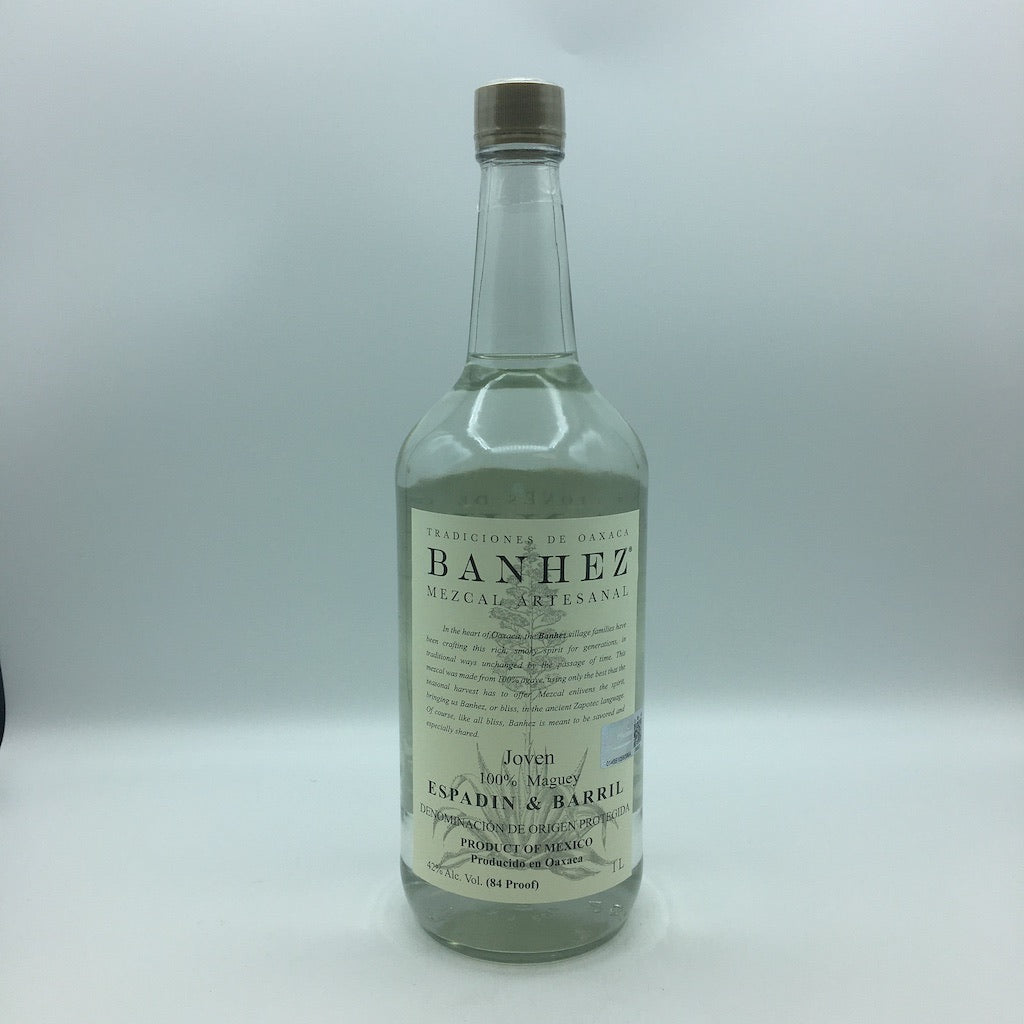 TRADICIONES DE OAXACA
BANHEZ®
MEZCAL ARTESANAL
In the heart of Oaxaca, the Banhez village families have
been crafting this rich, smoky spirit for generations, in
traditional ways unchanged by the passage of time. This
mezcal was made from 100% agave, using only the best that the
seasonal harvest has to offer. Mezcal enlivens the spirit,
bringing us Banhez, or bliss, in the ancient Zapotec language.
Of course, like all bliss, Banhez is meant to be savored and
especially shared.
Joven
100% Maguey
ESPADIN & BARRIL
DENOMINACIÓN DE ORIGEN PROTEGIDA
PRODUCT OF MEXICO
Producido en Oaxaca
42% Alc. Vol. (84 Proof) 1L